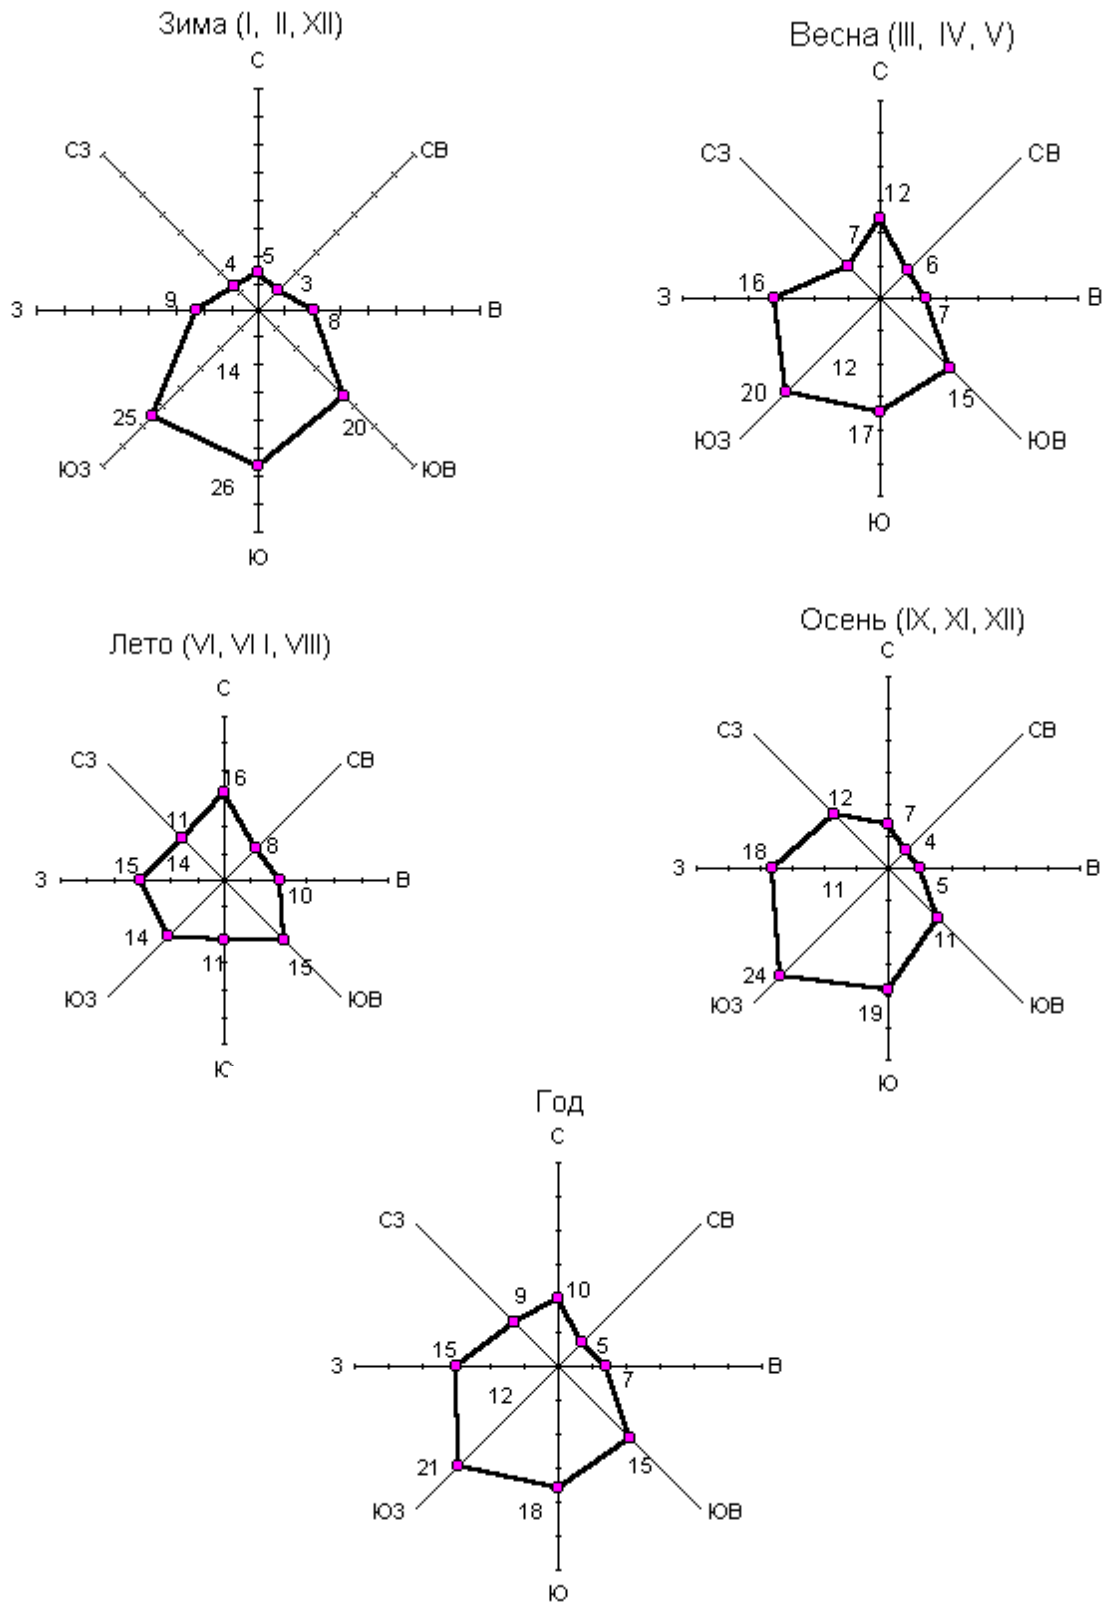 Зима (I, II, XII)
С
СЗ
СВ
4
5
3
З
9
8
В
14
25
20
ЮЗ
26
ЮВ
Ю
Весна (III, IV, V)
С
СЗ
СВ
12
7
6
З
16
7
В
12
20
15
17
ЮЗ
ЮВ
Ю
Лето (VI, VI I, VIII)
С
СЗ
СВ
16
11
8
15
14
З
10
В
14
11
15
ЮЗ
ЮВ
Ю
Осень (IX, XI, XII)
С
СЗ
СВ
12
7
4
18
З
11
5
В
11
24
ЮЗ
19
ЮВ
Ю
Год
С
СЗ
СВ
9
10
15
5
З
12
7
В
21
15
ЮЗ
18
ЮВ
Ю